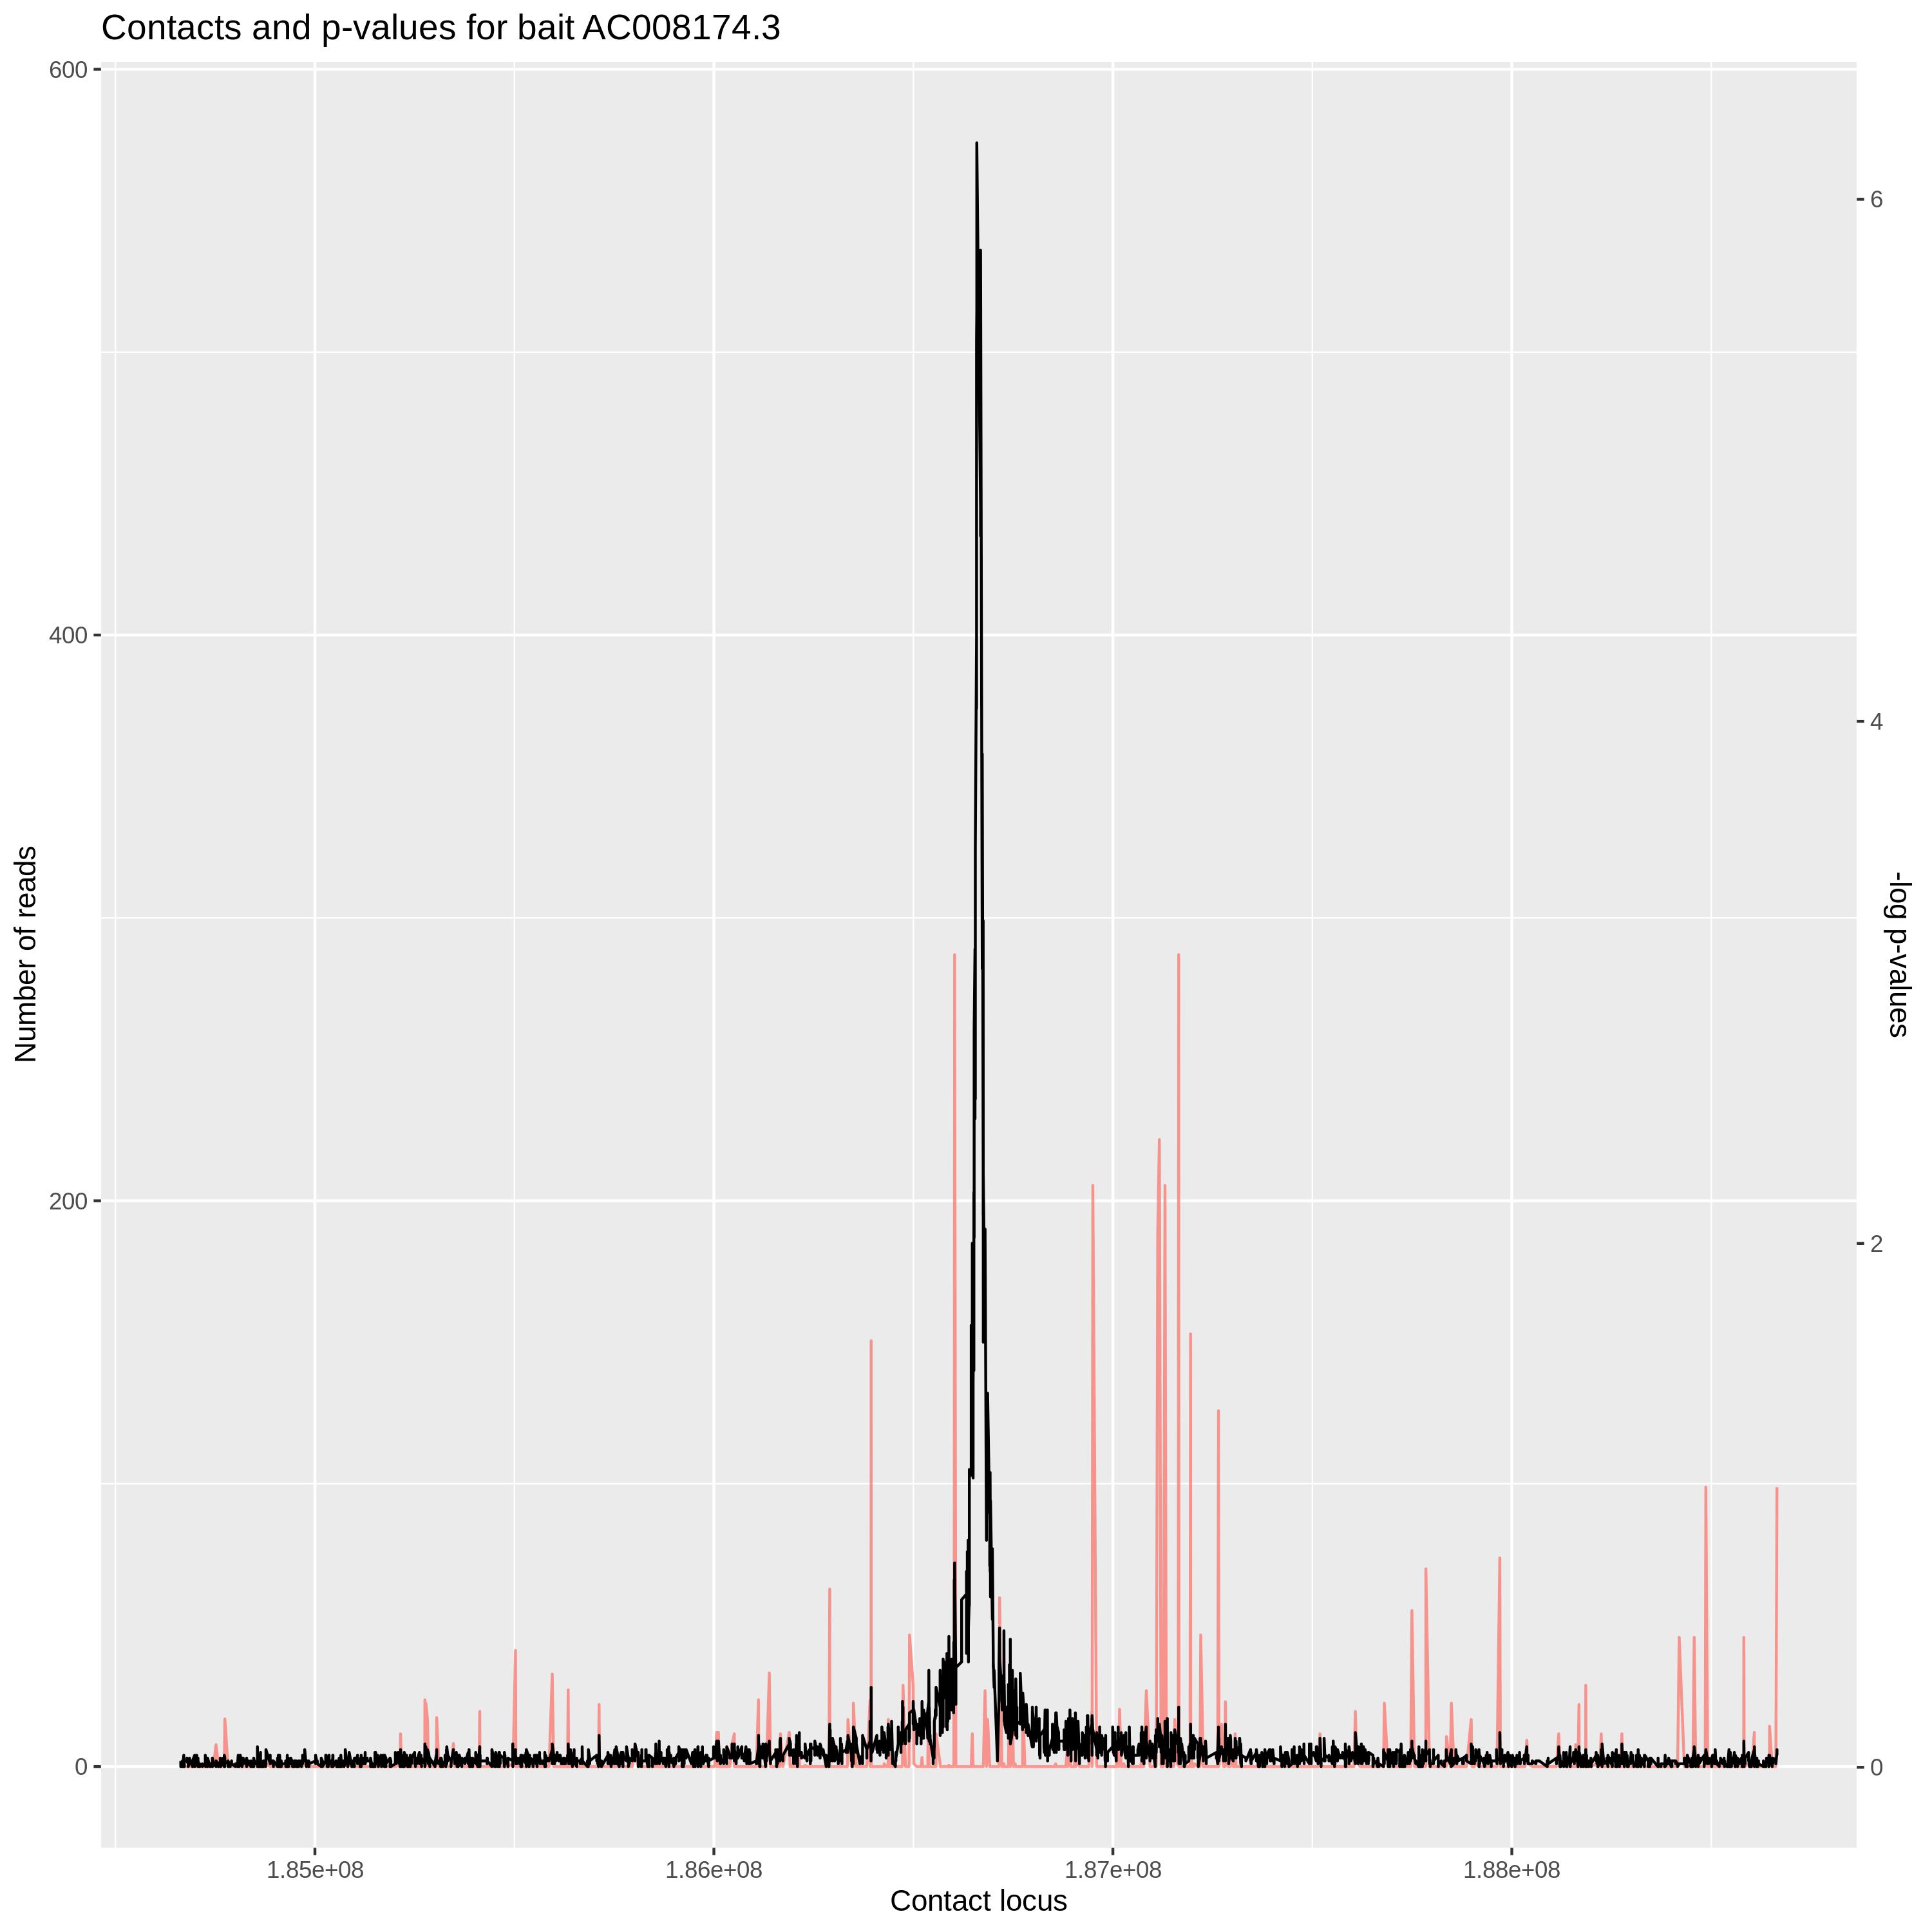 Contacts and p-values for bait AC008174.3
600
400
200
0
Number of reads
6
4
2
0
-log p-values
1.85e+08
1.86e+08
1.87e+08
1.88e+08
Contact locus